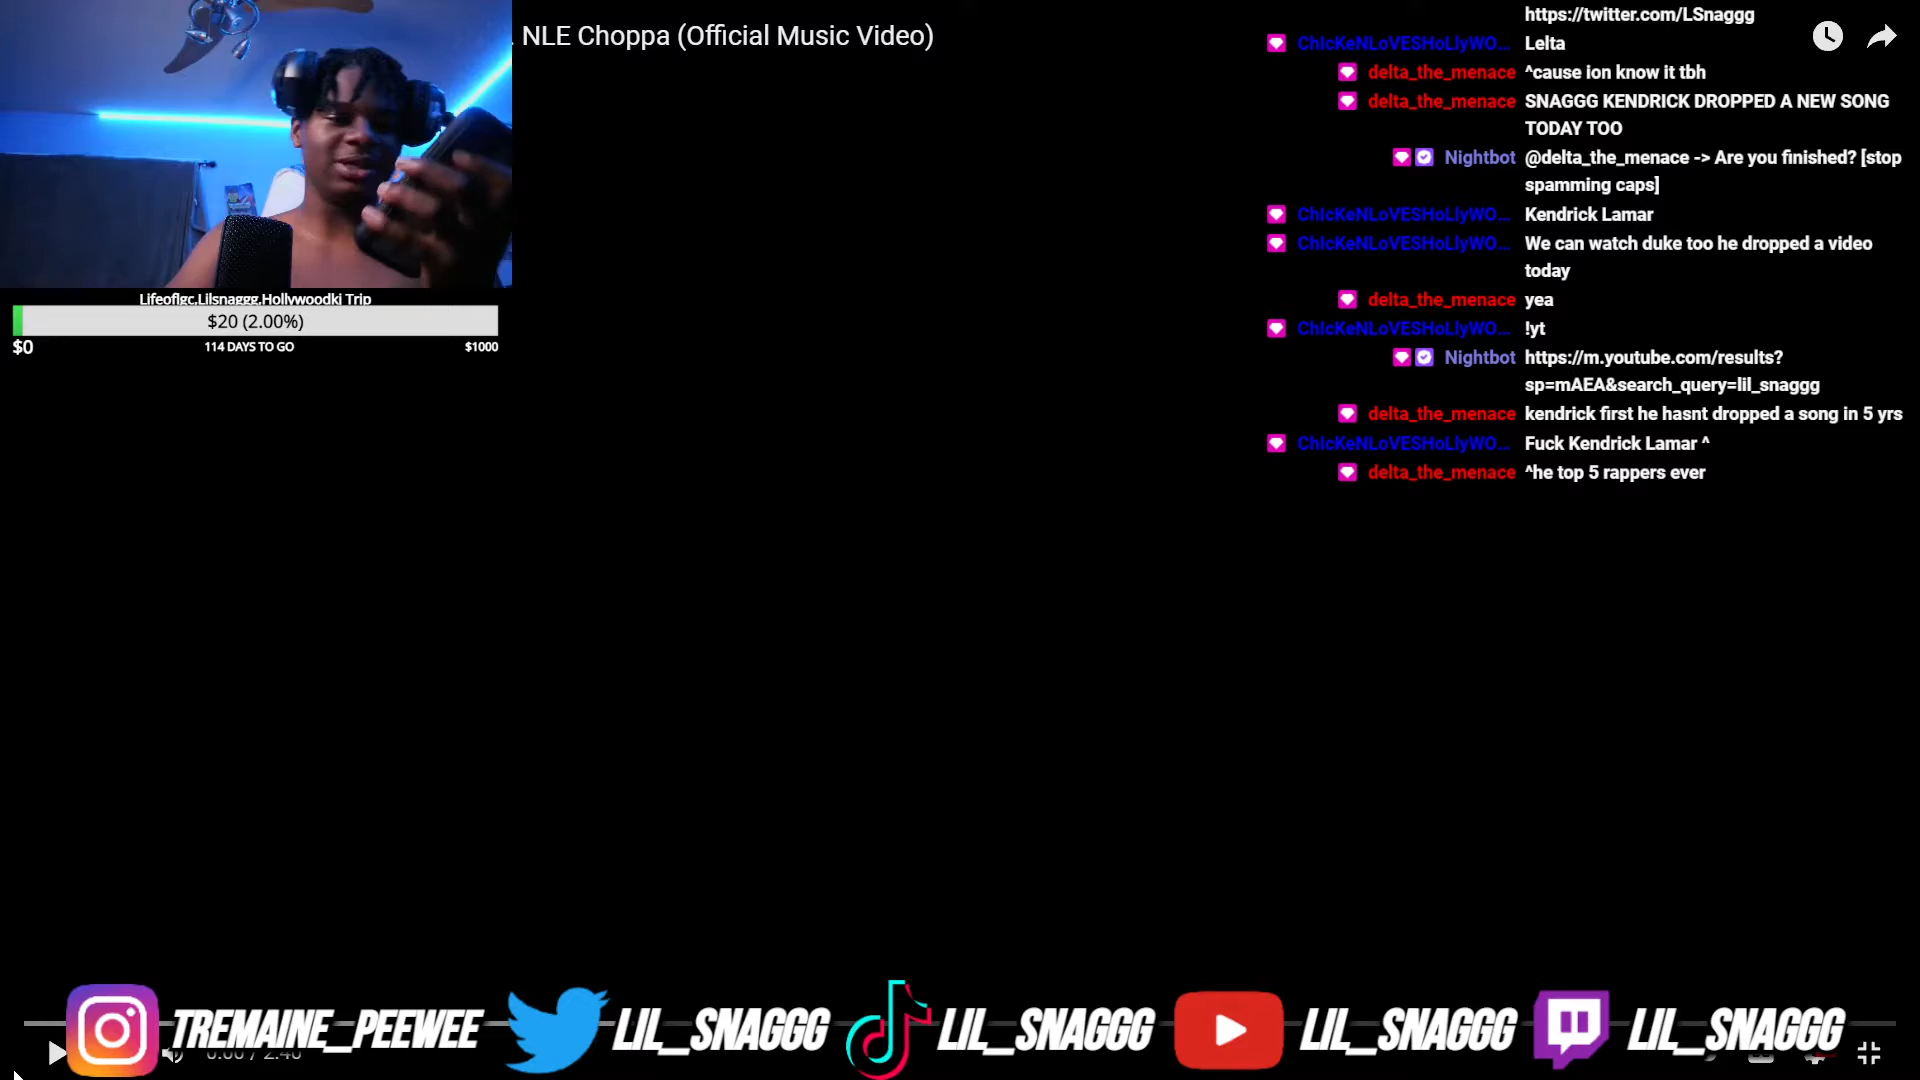 . NLE Choppa (Official Music Video)
https://twitter.com/LSnaggg
ChIcKeNLoVESHoLlyWO... Lelta
delta_the_menace ^cause ion know it tbh
delta_the_menace SNAGGG KENDRICK DROPPED A NEW SONG
TODAY TOO
Nightbot @delta_the_menace -> Are you finished? [stop
spamming caps]
ChIcKeNLoVESHoLlyWO... Kendrick Lamar
ChIcKeNLoVESHoLlyWO... We can watch duke too he dropped a video
today
delta_the_menace yea
ChIcKeNLoVESHoLlyWO... !yt
Nightbot https://m.youtube.com/results?
sp=mAEA&search_query=lil_snaggg
delta_the_menace kendrick first he hasnt dropped a song in 5 yrs
ChIcKeNLoVESHoLlyWO... Fuck Kendrick Lamar ^
delta_the_menace ^he top 5 rappers ever
Lifeoflgc,Lilsnaggg,Hollywoodki Trip
$20 (2.00%)
$0 114 DAYS TO GO $1000
TREMAINE_PEEWEE LIL_SNAGGG LIL_SNAGGG LIL_SNAGGG LIL_SNAGGG
0:00 / 2:46